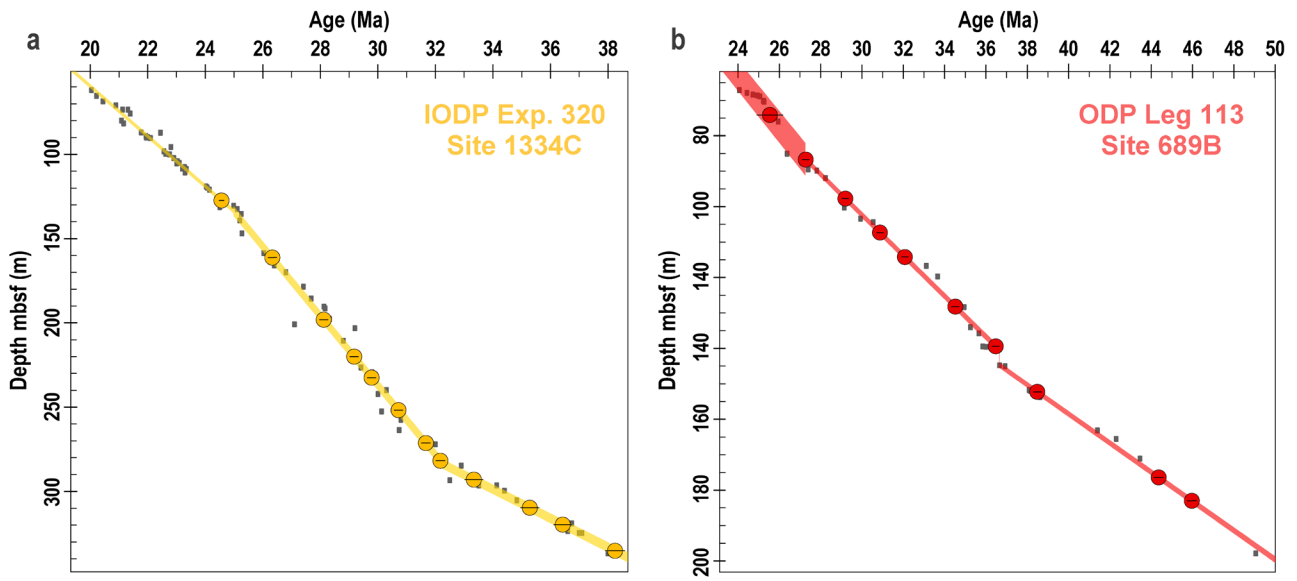 a
Age (Ma)
20 22 24 26 28 30 32 34 36 38
IODP Exp. 320
Site 1334C
Depth mbsf (m)
100
150
200
250
300
b
Age (Ma)
24 26 28 30 32 34 36 38 40 42 44 46 48 50
ODP Leg 113
Site 689B
Depth mbsf (m)
80
100
120
140
160
180
200